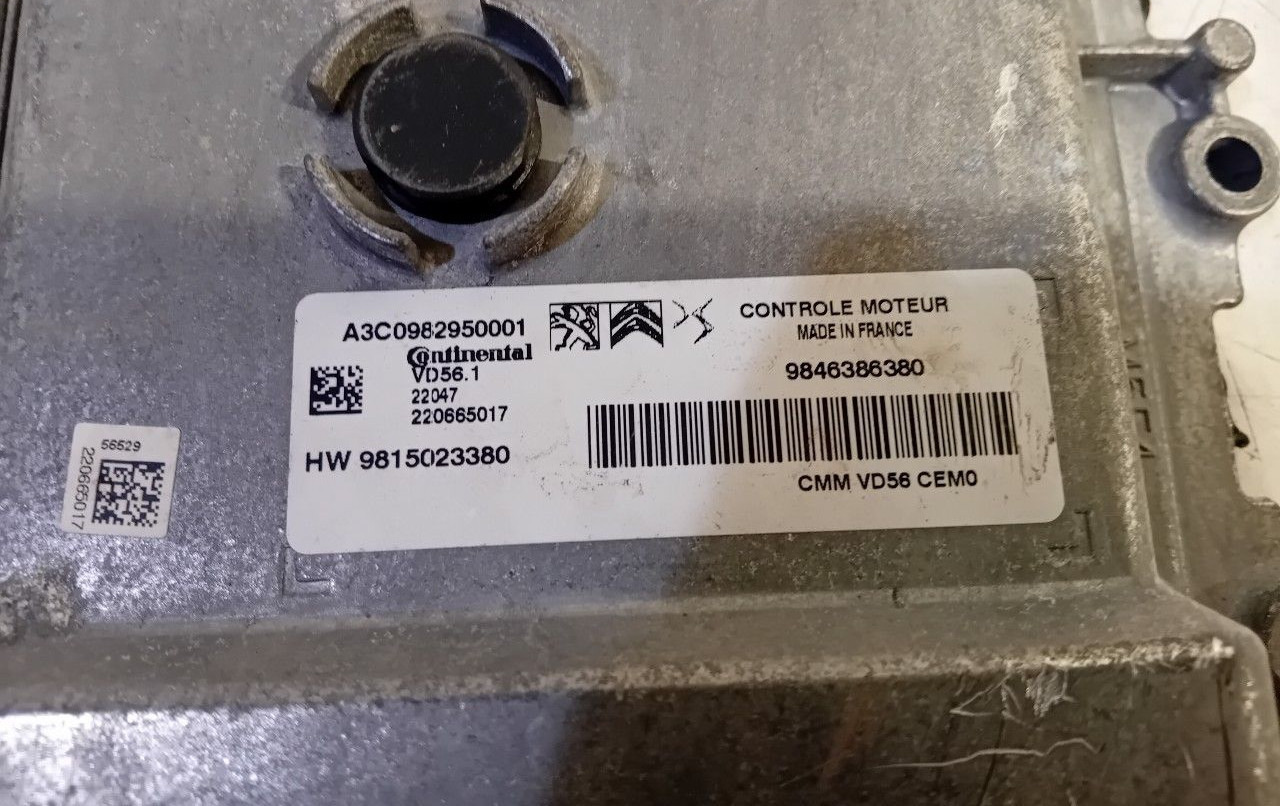 A3C0982950001
Continental
VD56.1
22047
220665017
HW 9815023380
CONTROLE MOTEUR
MADE IN FRANCE
9846386380
CMM VD56 CEM0
56529
220665017